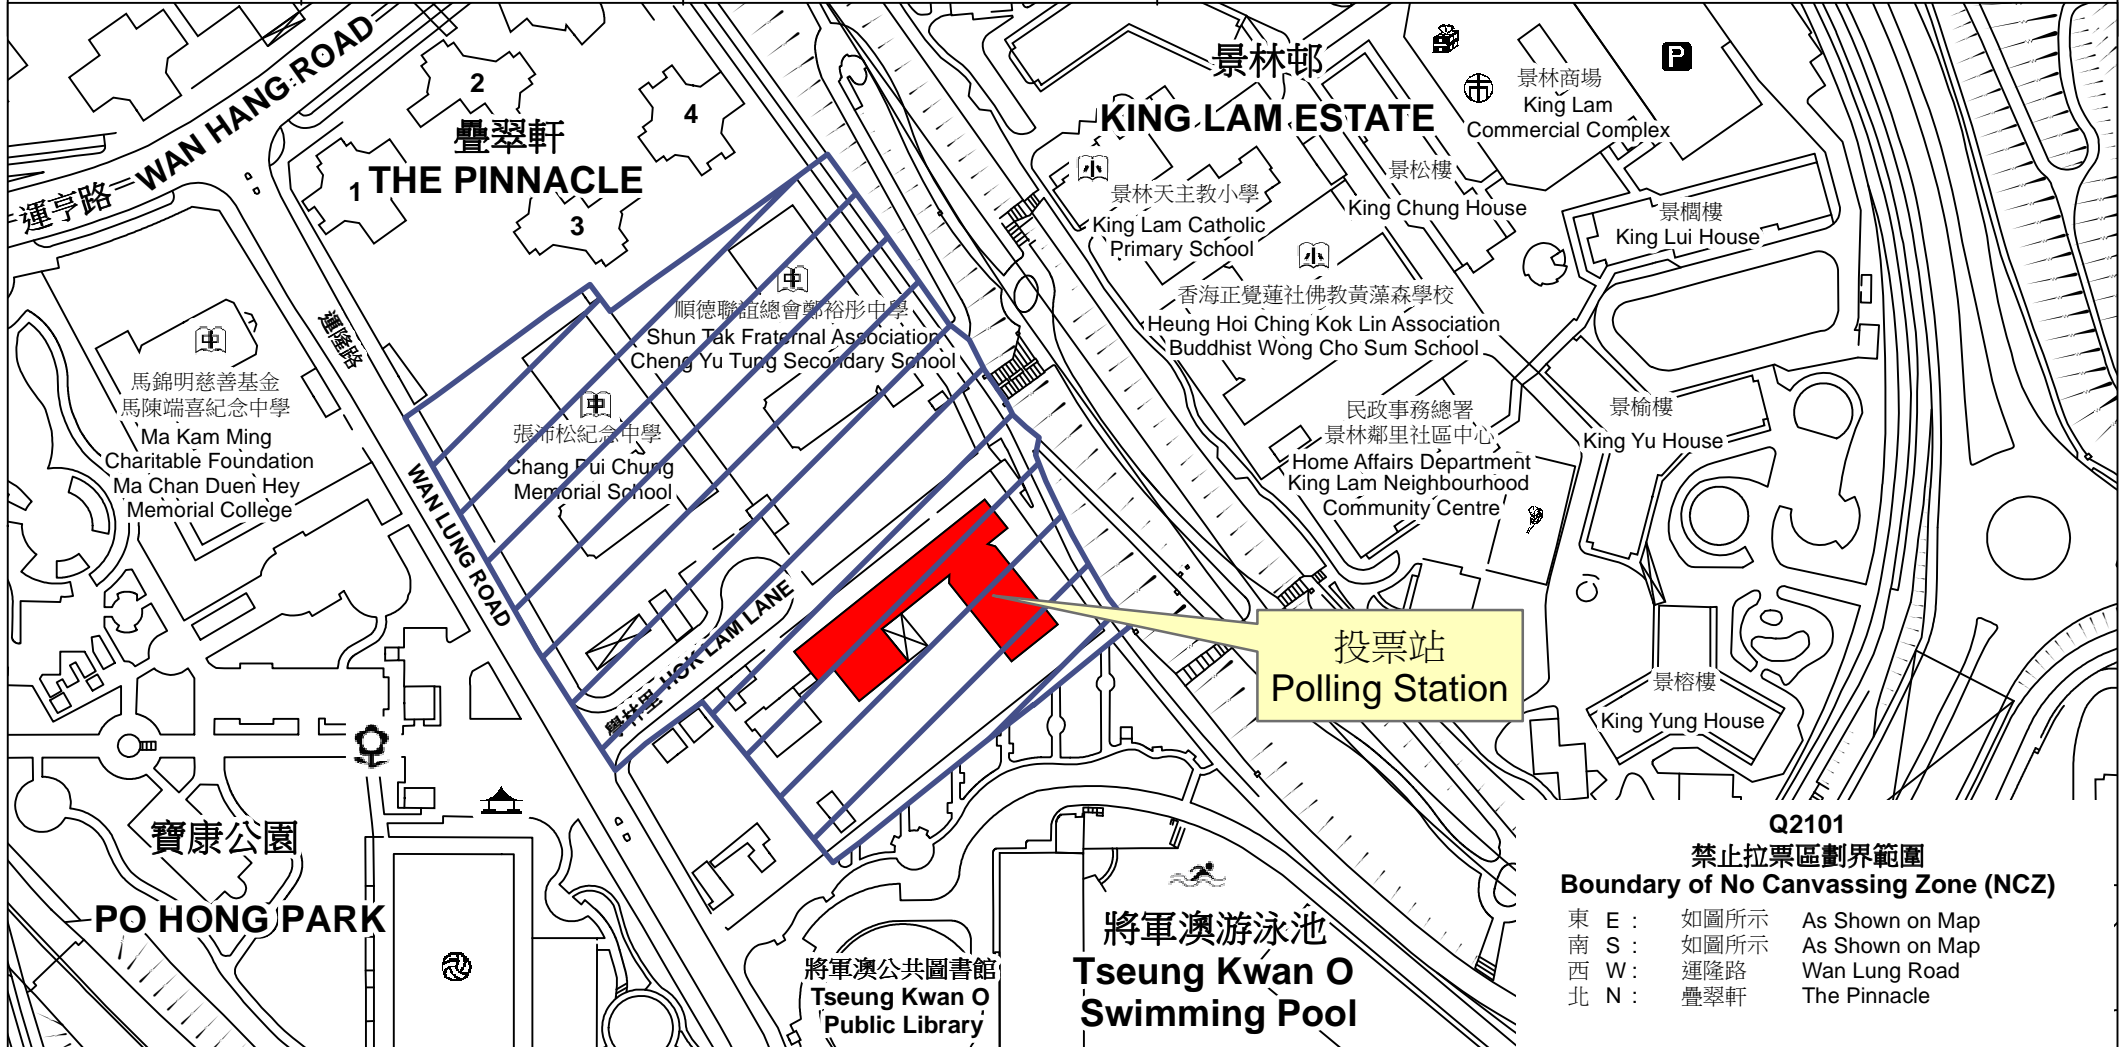 運亨路
WAN HANG ROAD
2
4
疊翠軒
THE PINNACLE
1
3
景林邨
KING LAM ESTATE
景林商場
King Lam
Commercial Complex
P
市
小
景林天主教小學
King Lam Catholic
Primary School
景松樓
King Chung House
景櫚樓
King Lui House
小
香海正覺蓮社佛教黃藻森學校
Heung Hoi Ching Kok Lin Association
Buddhist Wong Cho Sum School
中
順德聯誼總會鄭裕彤中學
Shun Tak Fraternal Association
Cheng Yu Tung Secondary School
運隆路
WAN LUNG ROAD
中
馬錦明慈善基金
馬陳端喜紀念中學
Ma Kam Ming
Charitable Foundation
Ma Chan Duen Hey
Memorial College
中
張沛松紀念中學
Chang Pui Chung
Memorial School
民政事務總署
景林鄰里社區中心
Home Affairs Department
King Lam Neighbourhood
Community Centre
景榆樓
King Yu House
學林里 HOK LAM LANE
投票站
Polling Station
景榕樓
King Yung House
寶康公園
PO HONG PARK
將軍澳公共圖書館
Tseung Kwan O
Public Library
將軍澳游泳池
Tseung Kwan O
Swimming Pool
Q2101
禁止拉票區劃界範圍
Boundary of No Canvassing Zone (NCZ)
東 E : 如圖所示 As Shown on Map
南 S : 如圖所示 As Shown on Map
西 W : 運隆路 Wan Lung Road
北 N : 疊翠軒 The Pinnacle